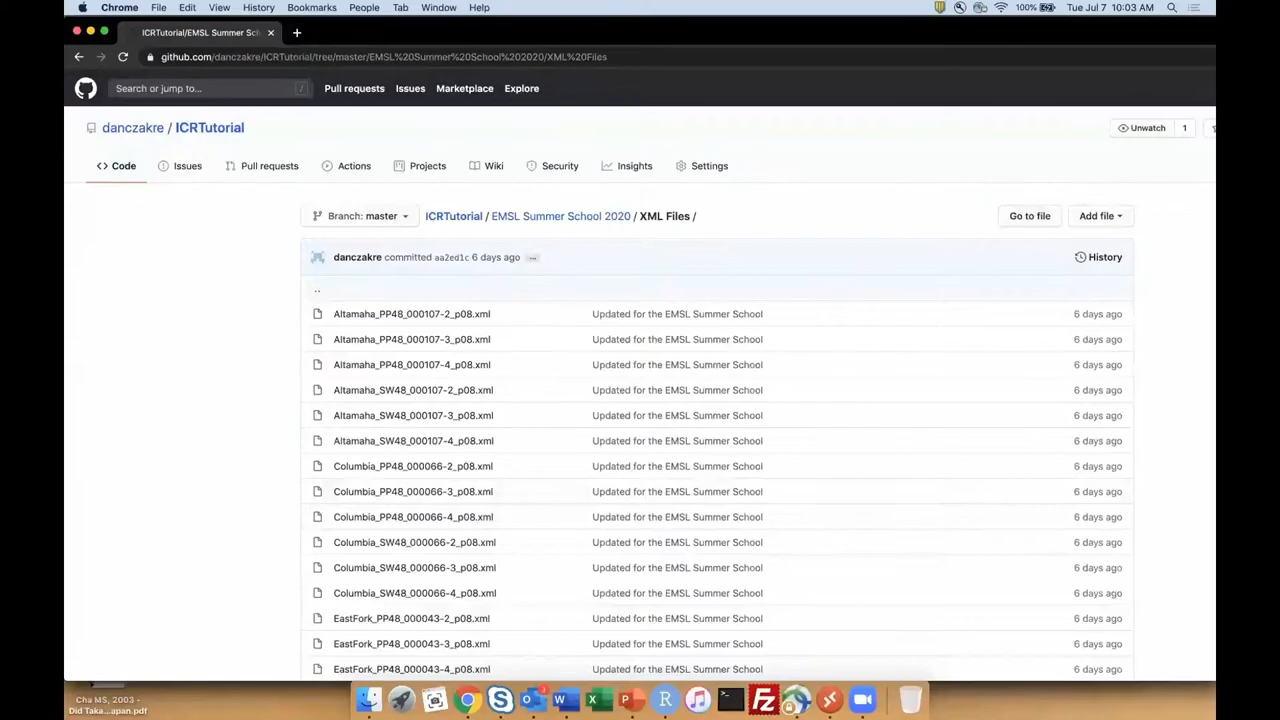 Chrome File Edit View History Bookmarks People Tab Window Help 100% Tue Jul 7 10:03 AM
ICRTutorial/EMSL Summer Sch
github.com/danczakre/ICRTutorial/tree/master/EMSL%20Summer%20School%202020/XML%20Files
Search or jump to... / Pull requests Issues Marketplace Explore
danczakre / ICRTutorial Unwatch 1
Code Issues Pull requests Actions Projects Wiki Security Insights Settings
Branch: master ICRTutorial / EMSL Summer School 2020 / XML Files / Go to file Add file
danczakre committed aa2ed1c 6 days ago ... History
..
Altamaha_PP48_000107-2_p08.xml Updated for the EMSL Summer School 6 days ago
Altamaha_PP48_000107-3_p08.xml Updated for the EMSL Summer School 6 days ago
Altamaha_PP48_000107-4_p08.xml Updated for the EMSL Summer School 6 days ago
Altamaha_SW48_000107-2_p08.xml Updated for the EMSL Summer School 6 days ago
Altamaha_SW48_000107-3_p08.xml Updated for the EMSL Summer School 6 days ago
Altamaha_SW48_000107-4_p08.xml Updated for the EMSL Summer School 6 days ago
Columbia_PP48_000066-2_p08.xml Updated for the EMSL Summer School 6 days ago
Columbia_PP48_000066-3_p08.xml Updated for the EMSL Summer School 6 days ago
Columbia_PP48_000066-4_p08.xml Updated for the EMSL Summer School 6 days ago
Columbia_SW48_000066-2_p08.xml Updated for the EMSL Summer School 6 days ago
Columbia_SW48_000066-3_p08.xml Updated for the EMSL Summer School 6 days ago
Columbia_SW48_000066-4_p08.xml Updated for the EMSL Summer School 6 days ago
EastFork_PP48_000043-2_p08.xml Updated for the EMSL Summer School 6 days ago
EastFork_PP48_000043-3_p08.xml Updated for the EMSL Summer School 6 days ago
EastFork_PP48_000043-4_p08.xml Updated for the EMSL Summer School 6 days ago
Cha MS, 2003 -
Did Taka...apan.pdf